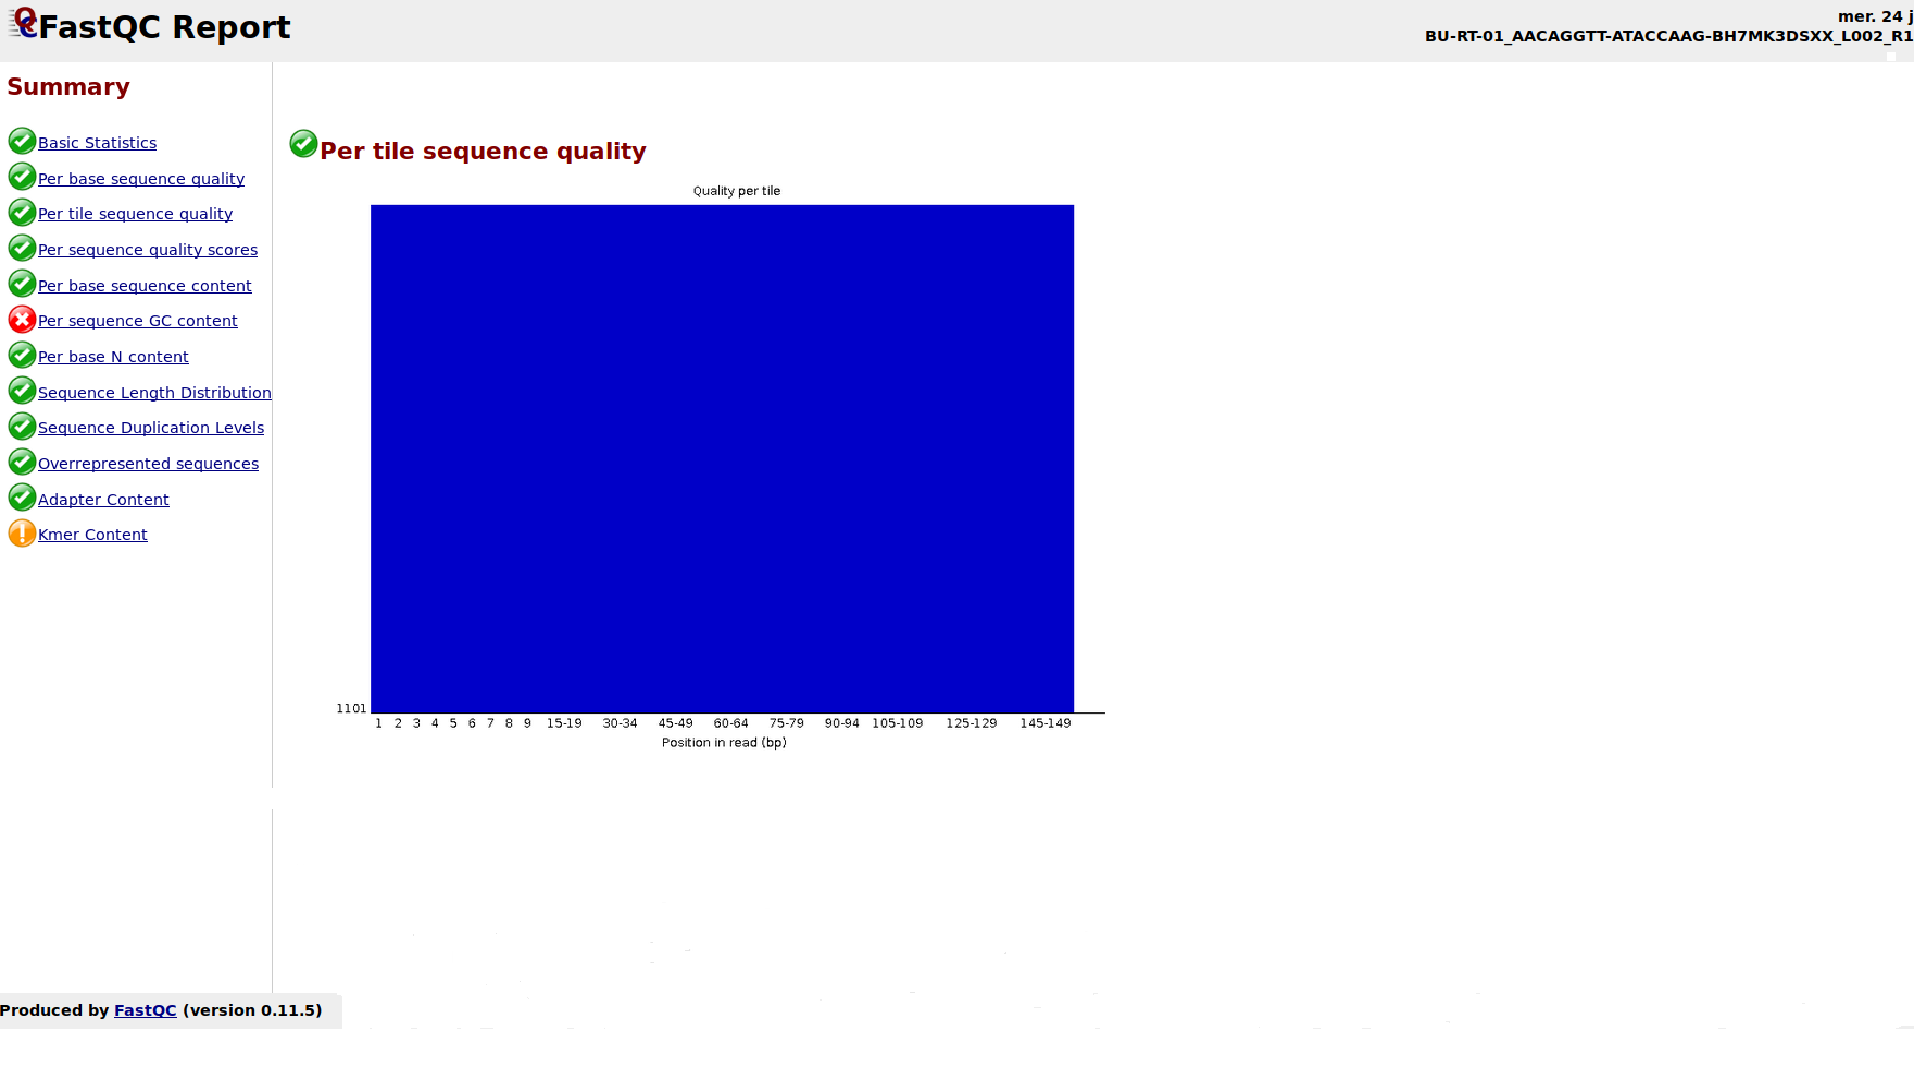 FastQC Report
mer. 24 j
BU-RT-01_AACAGGTT-ATACCAAG-BH7MK3DSXX_L002_R1
Summary
Basic Statistics
Per base sequence quality
Per tile sequence quality
Per sequence quality scores
Per base sequence content
Per sequence GC content
Per base N content
Sequence Length Distribution
Sequence Duplication Levels
Overrepresented sequences
Adapter Content
Kmer Content
Per tile sequence quality
Quality per tile
1101
1 2 3 4 5 6 7 8 9 15-19 30-34 45-49 60-64 75-79 90-94 105-109 125-129 145-149
Position in read (bp)
Produced by FastQC (version 0.11.5)